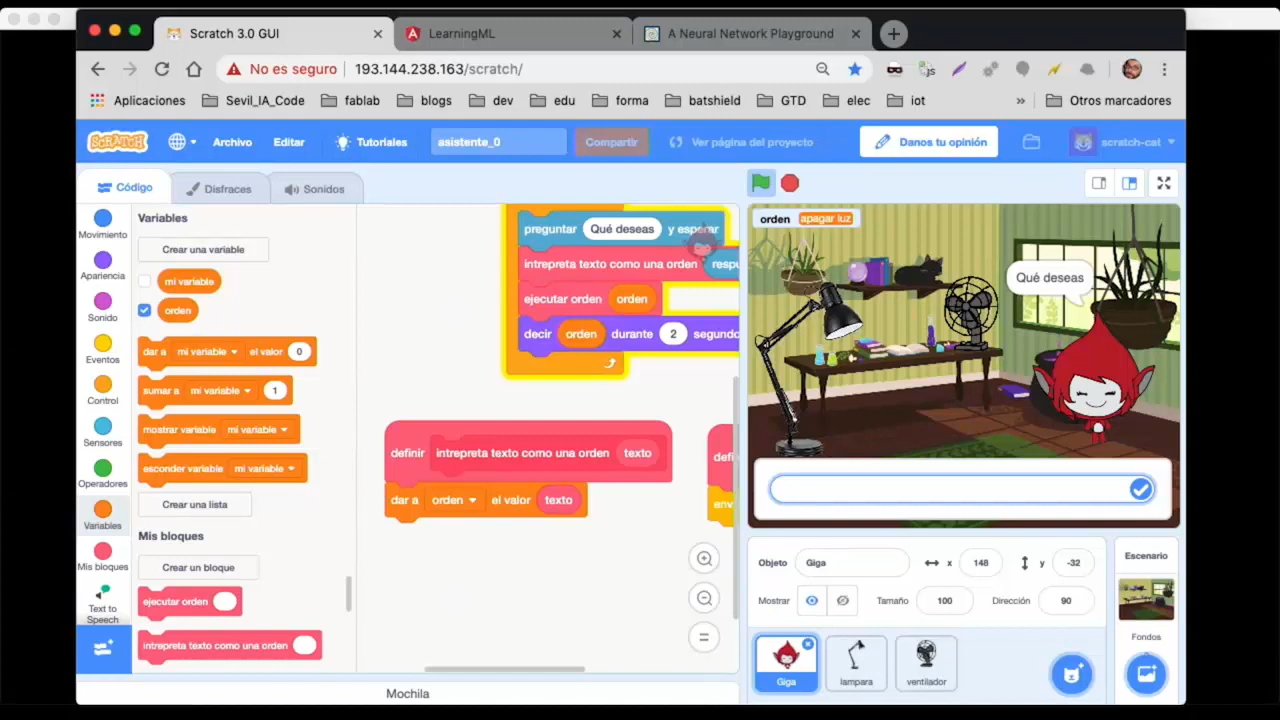 Scratch 3.0 GUI
LearningML
A Neural Network Playground
No es seguro
193.144.238.163/scratch/
Aplicaciones
Sevil_IA_Code
fablab
blogs
dev
edu
forma
batshield
GTD
elec
iot
»
Otros marcadores
SCRATCH
Archivo
Editar
Tutoriales
asistente_0
Compartir
Ver página del proyecto
Danos tu opinión
scratch-cat
Código
Disfraces
Sonidos
Movimiento
Apariencia
Sonido
Eventos
Control
Sensores
Operadores
Variables
Mis bloques
Text to
Speech
Variables
Crear una variable
mi variable
orden
dar a mi variable el valor 0
sumar a mi variable 1
mostrar variable mi variable
esconder variable mi variable
Crear una lista
Mis bloques
Crear un bloque
ejecutar orden
intrepreta texto como una orden
preguntar Qué deseas y esperar
intrepreta texto como una orden respu
ejecutar orden orden
decir orden durante 2 segundo
definir intrepreta texto como una orden texto
dar a orden el valor texto
defi
env
orden apagar luz
Qué deseas
Objeto Giga x 148 y -32
Mostrar Tamaño 100 Dirección 90
Giga
lampara
ventilador
Escenario
Fondos
Mochila